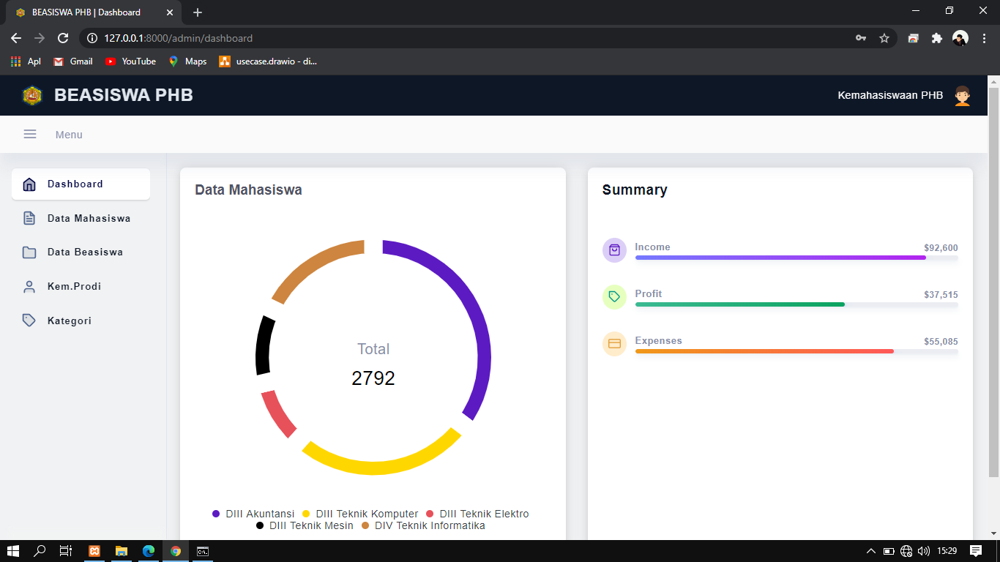 BEASISWA PHB | Dashboard
127.0.0.1:8000/admin/dashboard
Apl Gmail YouTube Maps usecase.drawio - di...
BEASISWA PHB
Kemahasiswaan PHB
Menu
Dashboard
Data Mahasiswa
Data Beasiswa
Kem.Prodi
Kategori
Data Mahasiswa
Total
2792
DIII Akuntansi DIII Teknik Komputer DIII Teknik Elektro
DIII Teknik Mesin DIV Teknik Informatika
Summary
Income $92,600
Profit $37,515
Expenses $55,085
15:29